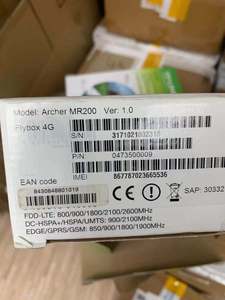 Model: Archer MR200 Ver: 1.0
Flybox 4G
S/N
P/N: 0473500009
IMEI 867787023665536
EAN code
8430848801019
SAP: 30332
FDD-LTE: 800/900/1800/2100/2600MHz
DC-HSPA+/HSPA/UMTS: 900/2100MHz
EDGE/GPRS/GSM: 850/900/1800/1900MHz